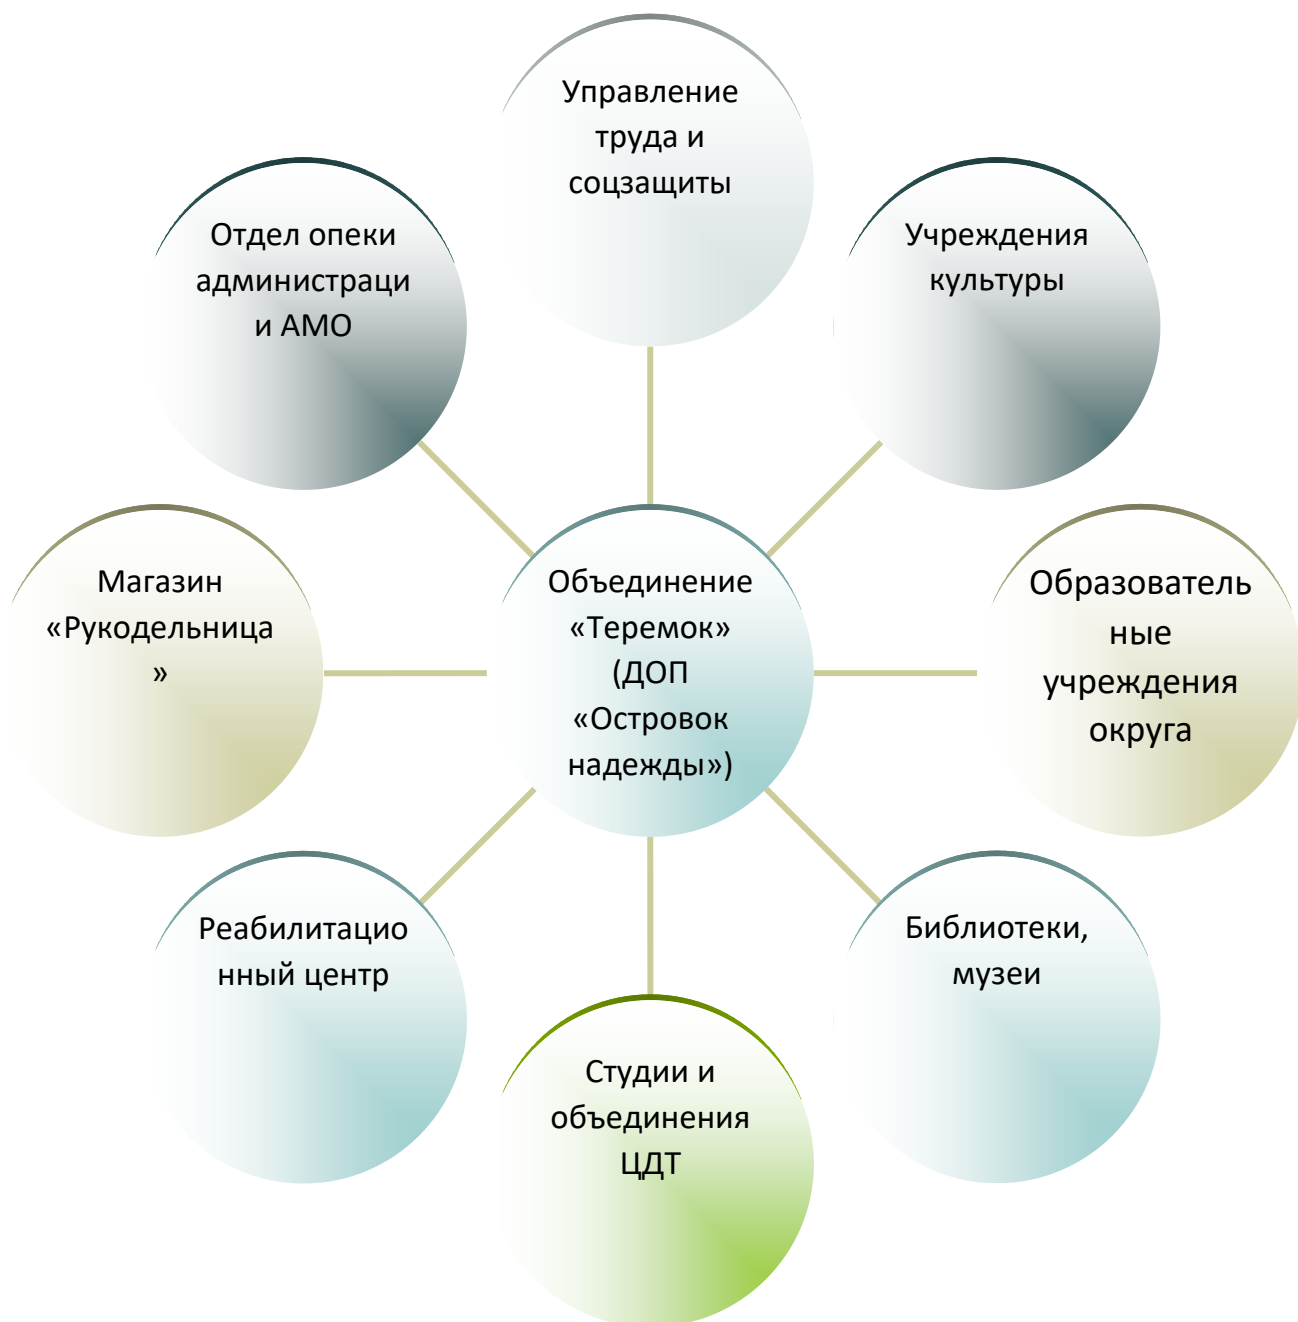 Управление
труда и
соцзащиты
Отдел опеки
администраци
и АМО
Учреждения
культуры
Магазин
«Рукодельница
»
Объединение
«Теремок»
(ДОП
«Островок
надежды»)
Образователь
ные
учреждения
округа
Реабилитацио
нный центр
Библиотеки,
музеи
Студии и
объединения
ЦДТ